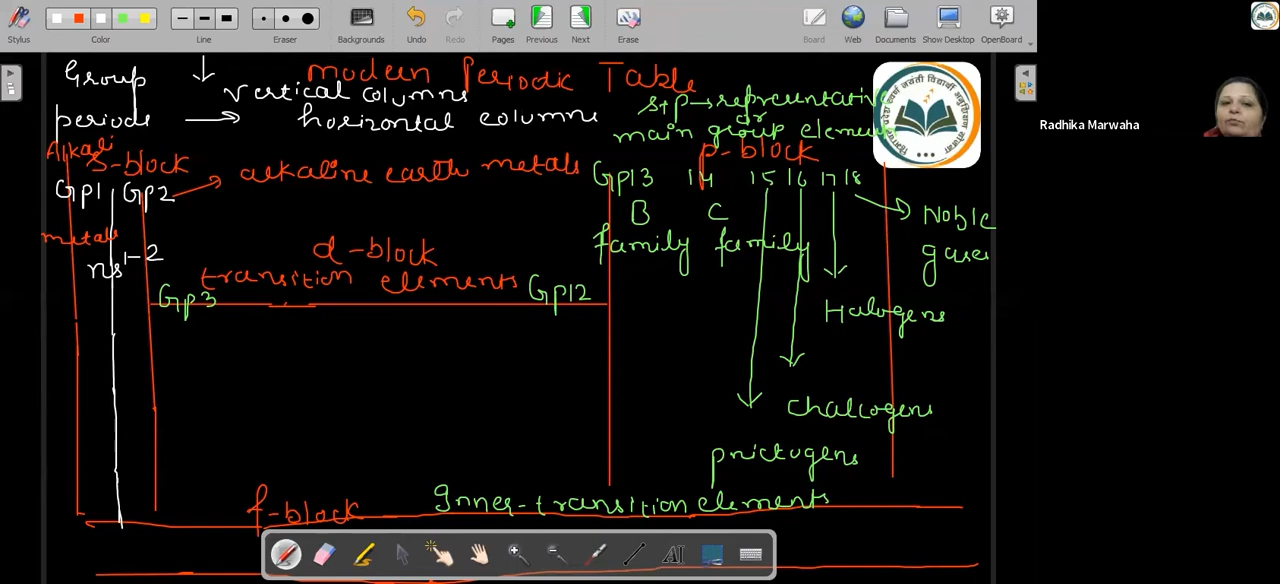 Stylus Color Line Eraser Backgrounds Undo Redo Pages Previous Next Erase Board Web Documents Show Desktop OpenBoard
Group ↓ modern Periodic Table
vertical columns
periods → horizontal columns
s+p → representative
or
main group element
Radhika Marwaha
Alkali
s-block
alkaline earth metals
p-block
Gp1 Gp2
Gp13 14 15 16 17 18
B C
Noble
gases
metals
family family
ns1-2
d-block
transition elements
Gp3 Gp12
Halogens
chalcogens
pnictogens
f-block Inner-transition elements
AI